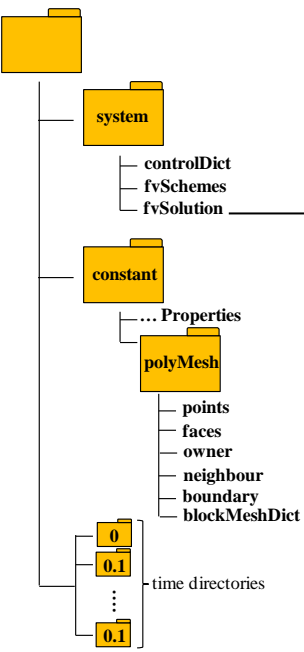 system
controlDict
fvSchemes
fvSolution
constant
... Properties
polyMesh
points
faces
owner
neighbour
boundary
blockMeshDict
0
0.1
time directories
0.1